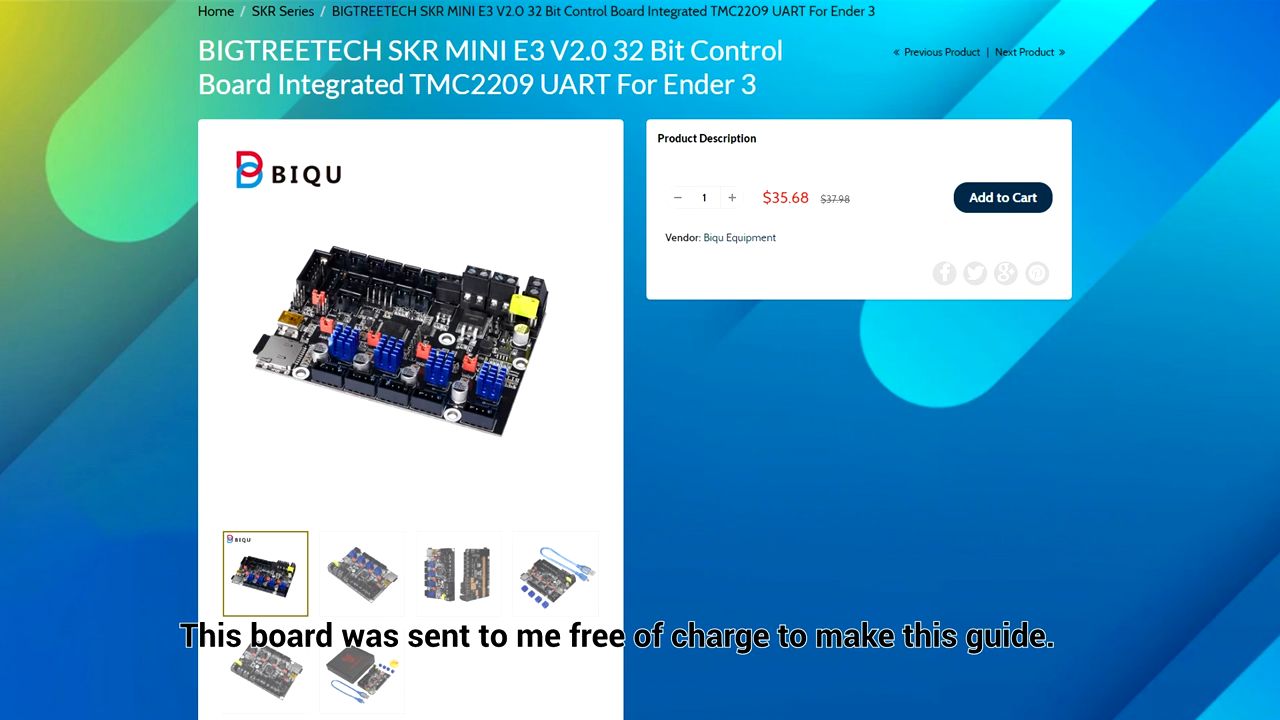 Home / SKR Series / BIGTREETECH SKR MINI E3 V2.0 32 Bit Control Board Integrated TMC2209 UART For Ender 3
BIGTREETECH SKR MINI E3 V2.0 32 Bit Control
Board Integrated TMC2209 UART For Ender 3
« Previous Product | Next Product »
BIQU
Product Description
− 1 + $35.68 $37.98 Add to Cart
Vendor: Biqu Equipment
BIQU
This board was sent to me free of charge to make this guide.